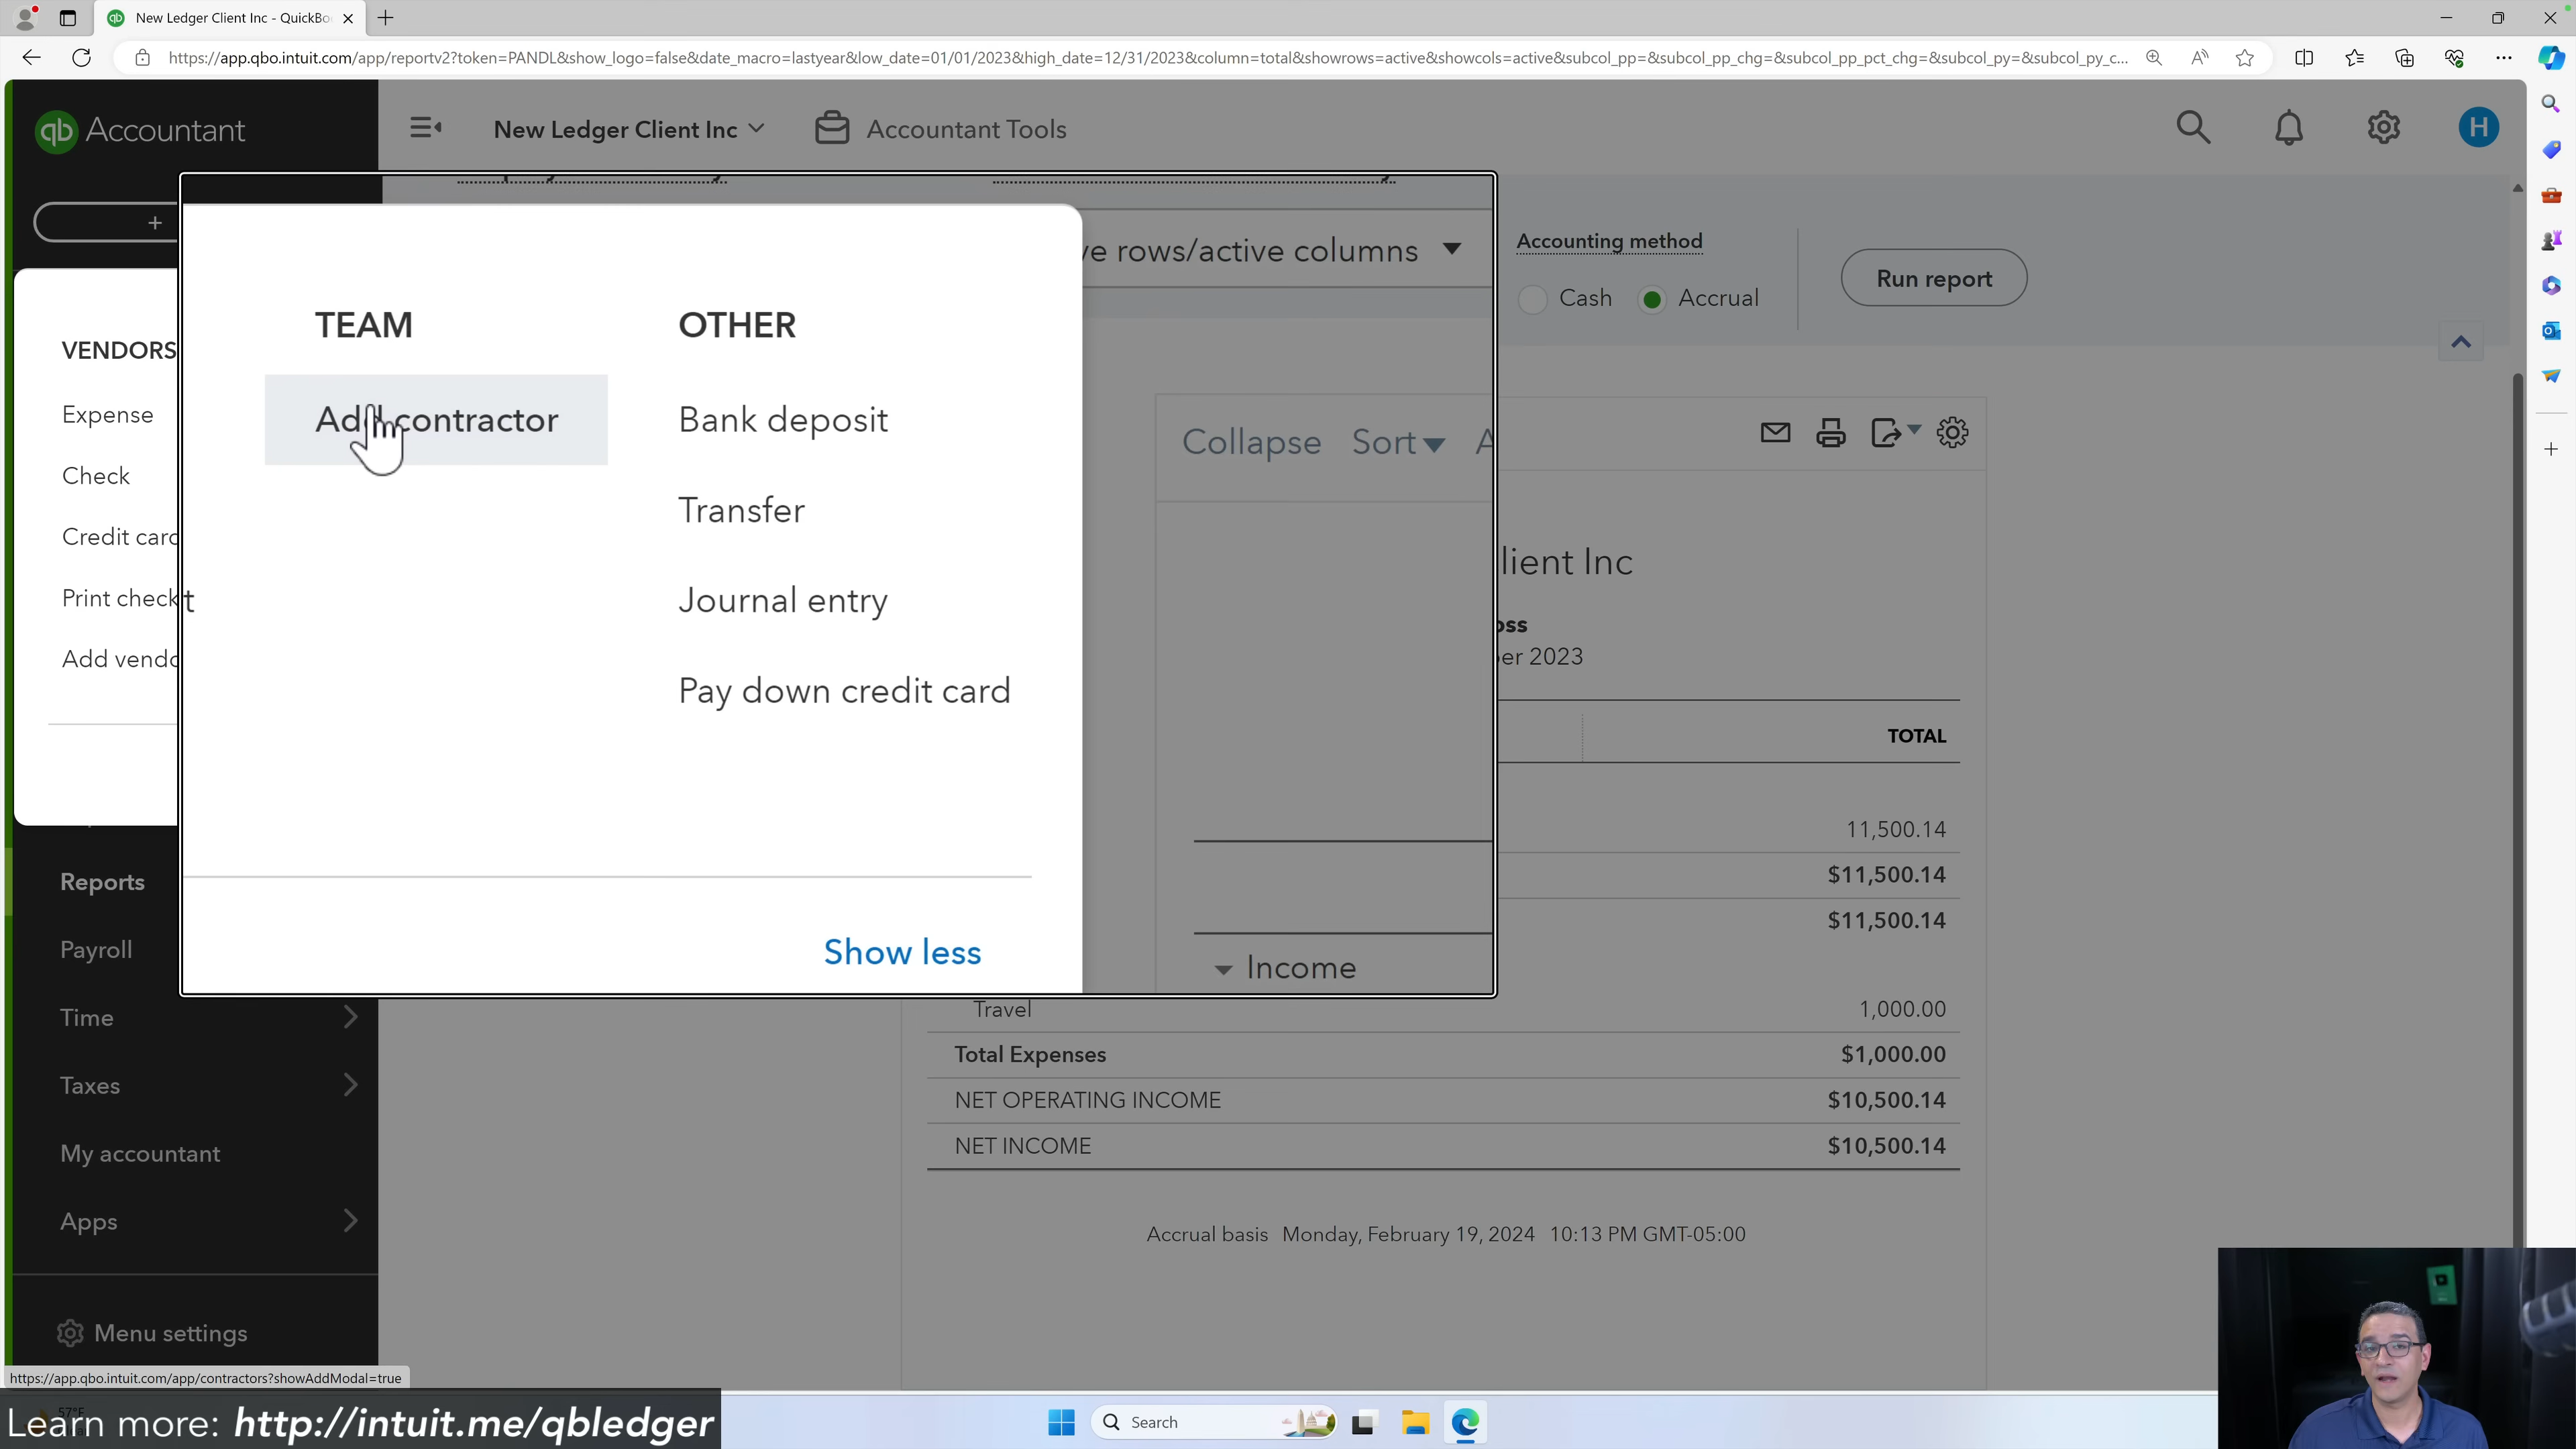 New Ledger Client Inc - QuickBo
https://app.qbo.intuit.com/app/reportv2?token=PANDL&show_logo=false&date_macro=lastyear&low_date=01/01/2023&high_date=12/31/2023&column=total&showrows=active&showcols=active&subcol_pp=&subcol_pp_chg=&subcol_pp_pct_chg=&subcol_py=&subcol_py_c...
qb Accountant
New Ledger Client Inc
Accountant Tools
H
+
ve rows/active columns
Accounting method
Cash
Accrual
Run report
VENDORS
Expense
Check
Credit card
Print check
Add vendo
TEAM
Add contractor
OTHER
Bank deposit
Transfer
Journal entry
Pay down credit card
Show less
Collapse
Sort
lient Inc
oss
er 2023
TOTAL
11,500.14
$11,500.14
$11,500.14
Income
Travel 1,000.00
Total Expenses $1,000.00
NET OPERATING INCOME $10,500.14
NET INCOME $10,500.14
Accrual basis Monday, February 19, 2024 10:13 PM GMT-05:00
Reports
Payroll
Time
Taxes
My accountant
Apps
Menu settings
https://app.qbo.intuit.com/app/contractors?showAddModal=true
57°F
Learn more: http://intuit.me/qbledger
Search